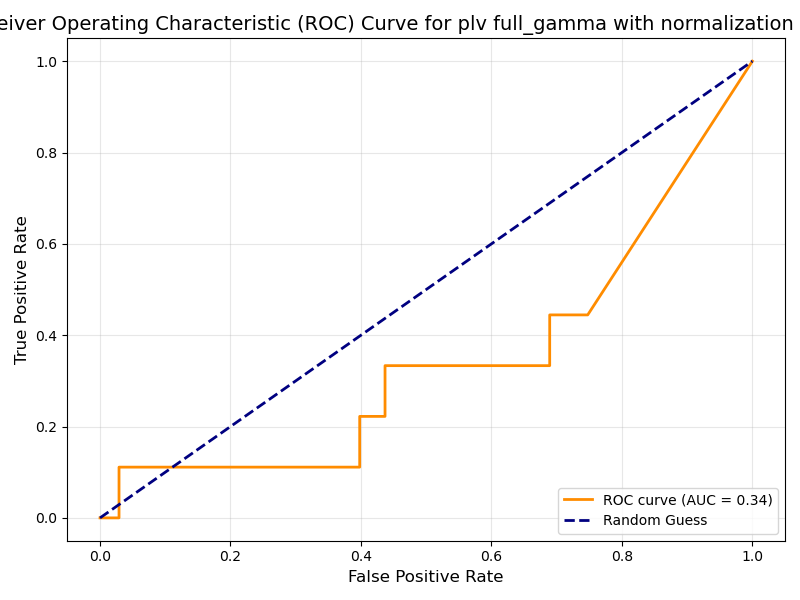 eiver Operating Characteristic (ROC) Curve for plv full_gamma with normalization
1.0
0.8
0.6
0.4
0.2
0.0
True Positive Rate
0.0 0.2 0.4 0.6 0.8 1.0
False Positive Rate
ROC curve (AUC = 0.34)
Random Guess